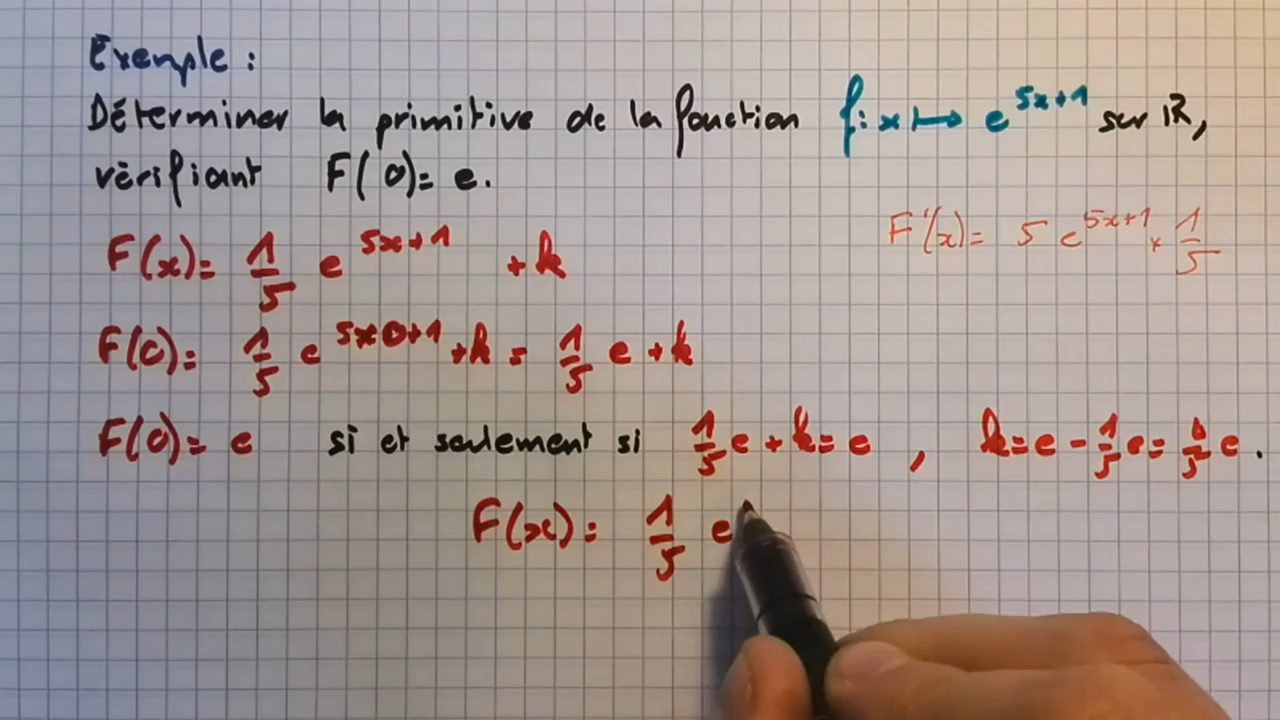 Exemple :
Déterminer la primitive de la fonction f: x ⟼ e^{5x+1} sur ℝ,
vérifiant F(0)= e.
F'(x)= 5 e^{5x+1} × 1/5
F(x)= 1/5 e^{5x+1} + k
F(0)= 1/5 e^{5×0+1} + k = 1/5 e + k
F(0)= e si et seulement si 1/5 e + k = e , k = e - 1/5 e = 4/5 e .
F(x)= 1/5 e